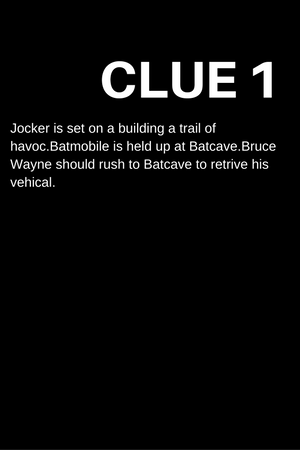 CLUE 1
Jocker is set on a building a trail of
havoc.Batmobile is held up at Batcave.Bruce
Wayne should rush to Batcave to retrive his
vehical.